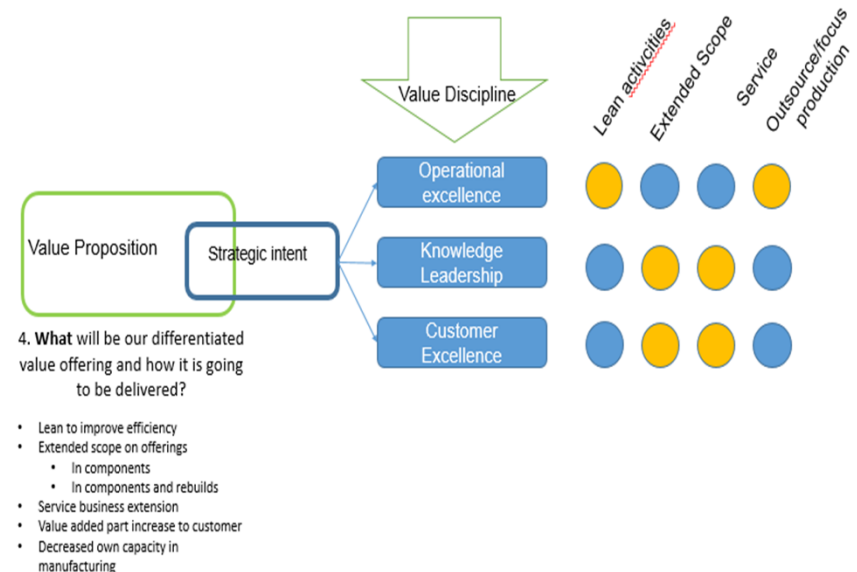 Value Discipline
Lean activcities
Extended Scope
Service
Outsource/focus
production
Operational
excellence
Value Proposition
Strategic intent
Knowledge
Leadership
Customer
Excellence
4. What will be our differentiated
value offering and how it is going
to be delivered?
• Lean to improve efficiency
• Extended scope on offerings
• In components
• In components and rebuilds
• Service business extension
• Value added part increase to customer
• Decreased own capacity in
manufacturing